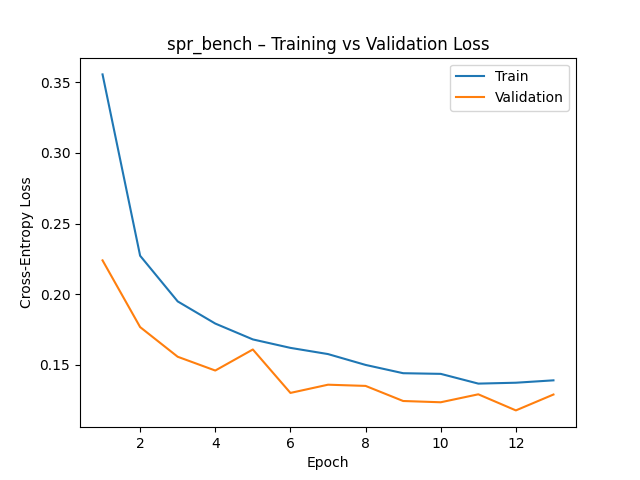 spr_bench – Training vs Validation Loss
Train
Validation
Cross-Entropy Loss
0.35
0.30
0.25
0.20
0.15
2 4 6 8 10 12
Epoch